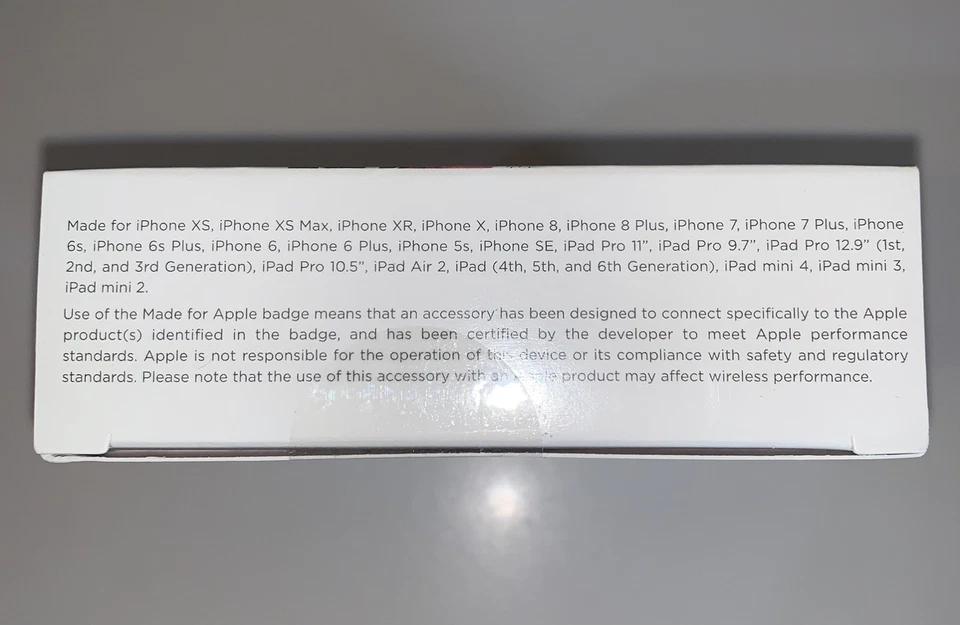 Made for iPhone XS, iPhone XS Max, iPhone XR, iPhone X, iPhone 8, iPhone 8 Plus, iPhone 7, iPhone 7 Plus, iPhone
6s, iPhone 6s Plus, iPhone 6, iPhone 6 Plus, iPhone 5s, iPhone SE, iPad Pro 11”, iPad Pro 9.7”, iPad Pro 12.9” (1st,
2nd, and 3rd Generation), iPad Pro 10.5”, iPad Air 2, iPad (4th, 5th, and 6th Generation), iPad mini 4, iPad mini 3,
iPad mini 2.
Use of the Made for Apple badge means that an accessory has been designed to connect specifically to the Apple
product(s) identified in the badge, and has been certified by the developer to meet Apple performance
standards. Apple is not responsible for the operation of this device or its compliance with safety and regulatory
standards. Please note that the use of this accessory with an Apple product may affect wireless performance.